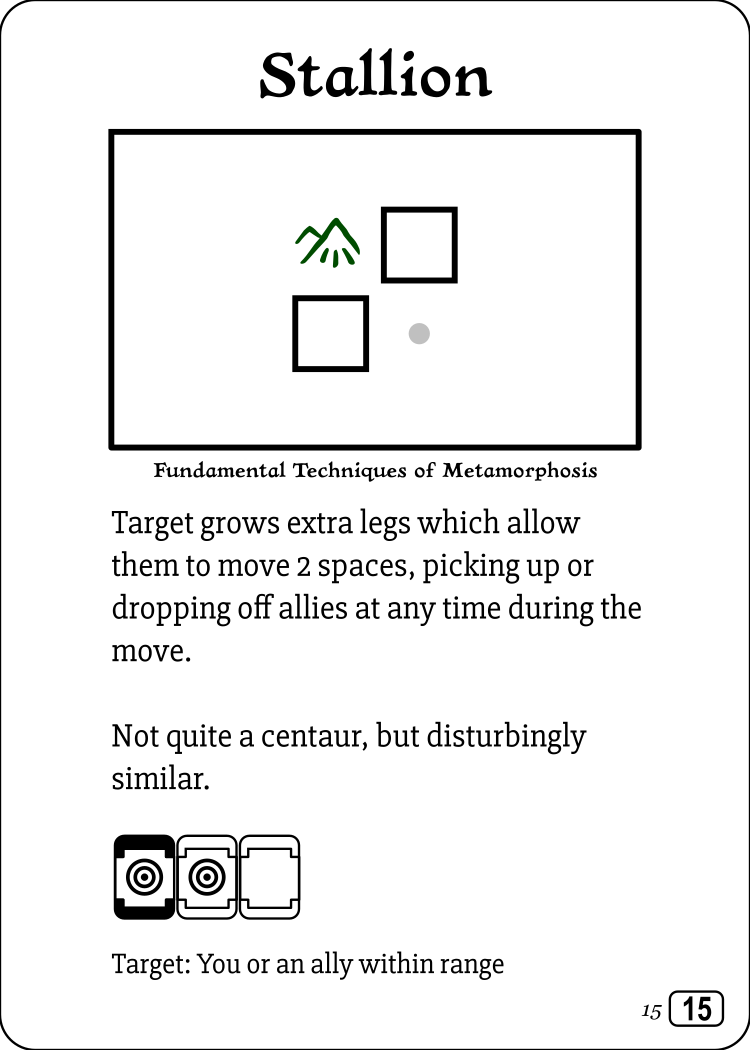 Stallion
Fundamental Techniques of Metamorphosis
Target grows extra legs which allow
them to move 2 spaces, picking up or
dropping off allies at any time during the
move.
Not quite a centaur, but disturbingly
similar.
Target: You or an ally within range
15 15